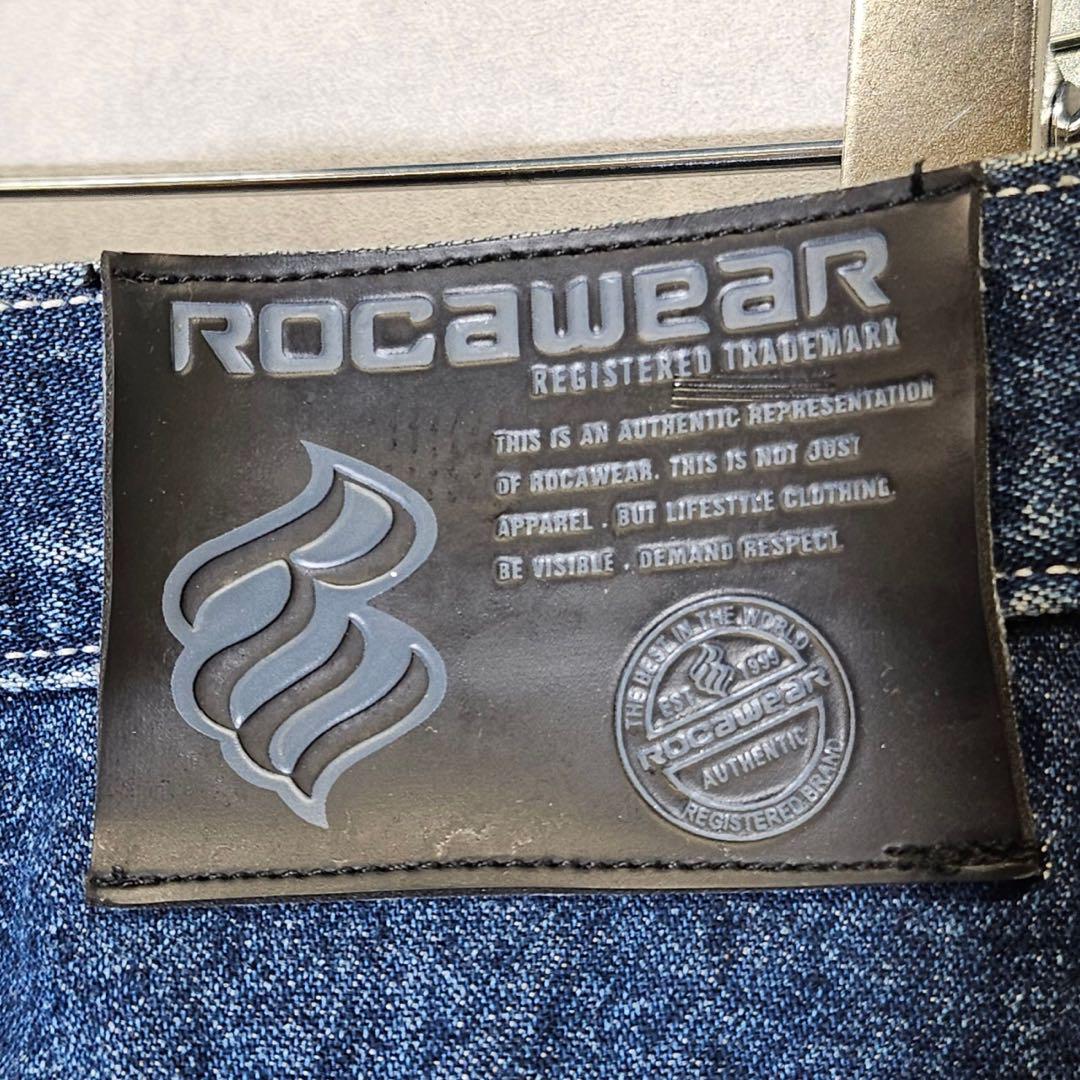 ROCAWEAR
REGISTERED TRADEMARK
THIS IS AN AUTHENTIC REPRESENTATION
OF ROCAWEAR. THIS IS NOT JUST
APPAREL . BUT LIFESTYLE CLOTHING.
BE VISIBLE . DEMAND RESPECT.
THE BEST IN THE WORLD
EST. 1999
ROCAWEAR
AUTHENTIC
REGISTERED BRAND